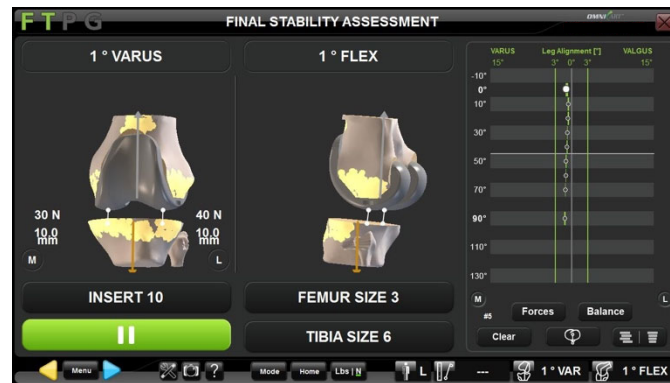 FTPG
FINAL STABILITY ASSESSMENT
OMNI
1 ° VARUS
1 ° FLEX
VARUS Leg Alignment [°] VALGUS
15° 3° 0° 3° 15°
-10°
0°
10°
30°
50°
70°
90°
110°
130°
30 N
10.0
mm
40 N
10.0
mm
M
L
M
L
#5
INSERT 10
FEMUR SIZE 3
TIBIA SIZE 6
Forces
Balance
Clear
Menu
?
Mode
Home
Lbs | N
L
---
1 ° VAR
1 ° FLEX